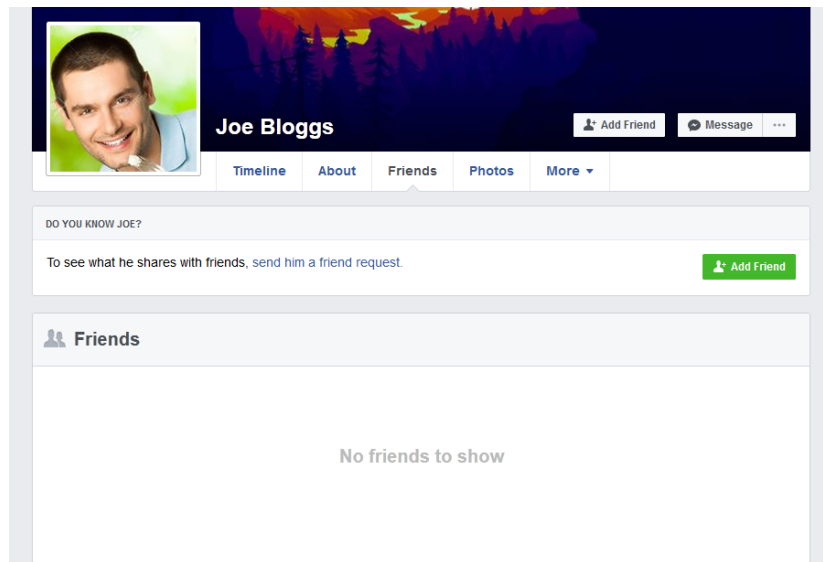 Joe Bloggs
Add Friend
Message
Timeline
About
Friends
Photos
More
DO YOU KNOW JOE?
To see what he shares with friends, send him a friend request.
Add Friend
Friends
No friends to show